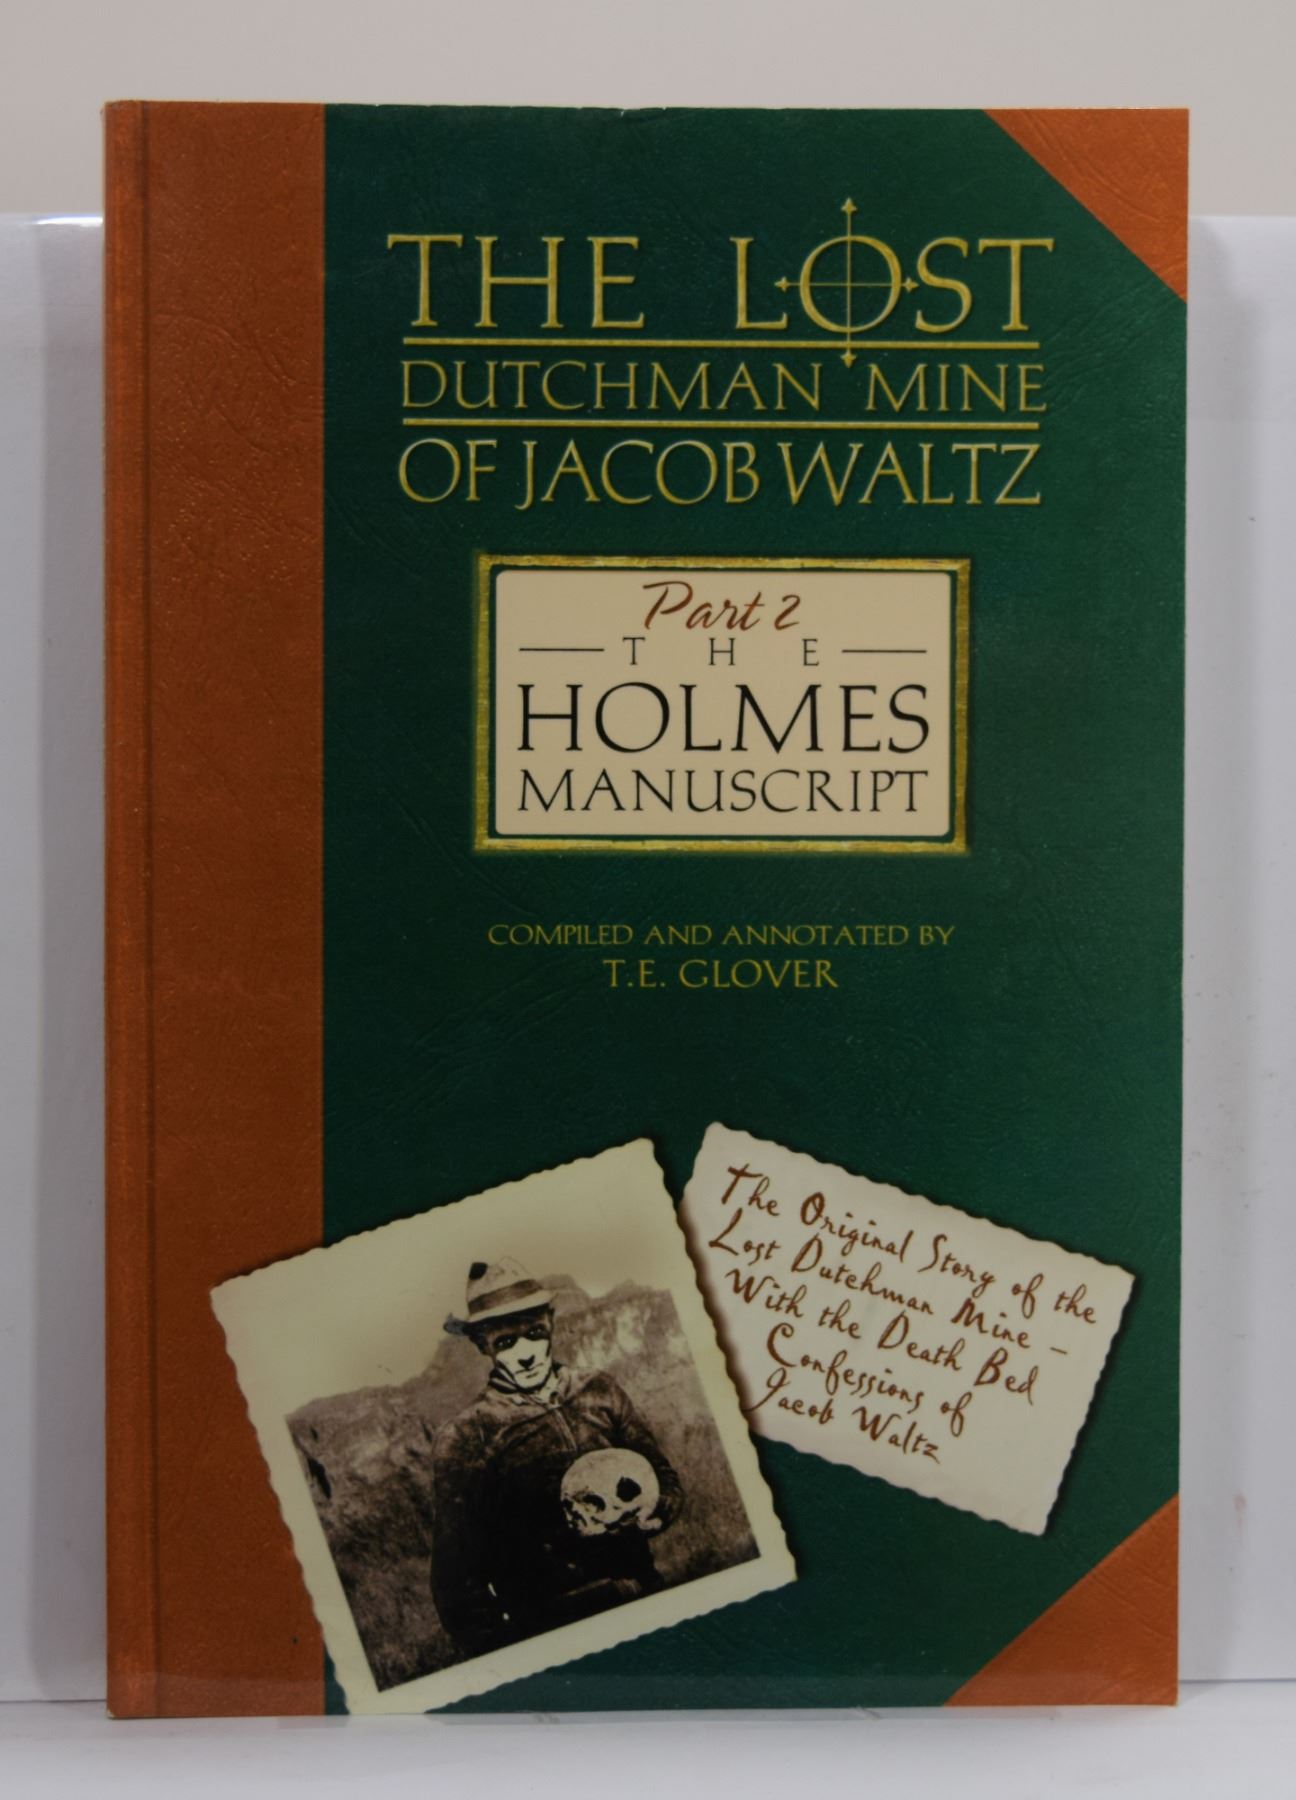 THE LOST
DUTCHMAN MINE
OF JACOB WALTZ
Part 2
THE
HOLMES
MANUSCRIPT
COMPILED AND ANNOTATED BY
T.E. GLOVER
The Original Story of the
Lost Dutchman Mine –
With the Death Bed
Confessions of
Jacob Waltz